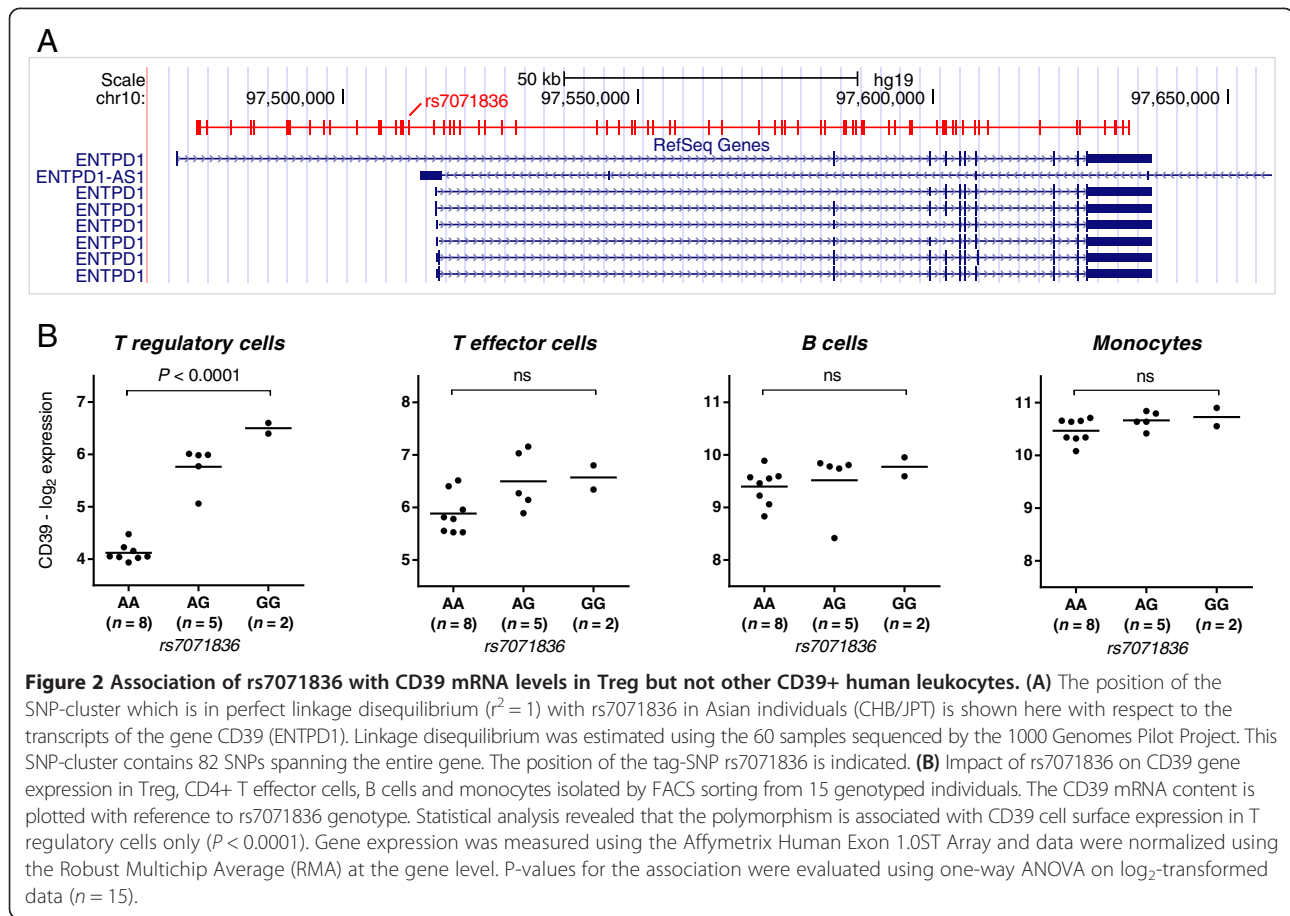 A
Scale
50 kb
hg19
chr10:
97,500,000
97,550,000
97,600,000
97,650,000
rs7071836
RefSeq Genes
ENTPD1
ENTPD1-AS1
ENTPD1
ENTPD1
ENTPD1
ENTPD1
ENTPD1
ENTPD1
B
T regulatory cells
T effector cells
B cells
Monocytes
P < 0.0001
ns
ns
ns
CD39 - log2 expression
7
6
5
4
8
7
6
5
11
10
9
8
11
10
9
8
AA AG GG
(n = 8) (n = 5) (n = 2)
rs7071836
AA AG GG
(n = 8) (n = 5) (n = 2)
rs7071836
AA AG GG
(n = 8) (n = 5) (n = 2)
rs7071836
AA AG GG
(n = 8) (n = 5) (n = 2)
rs7071836
Figure 2 Association of rs7071836 with CD39 mRNA levels in Treg but not other CD39+ human leukocytes. (A) The position of the
SNP-cluster which is in perfect linkage disequilibrium (r² = 1) with rs7071836 in Asian individuals (CHB/JPT) is shown here with respect to the
transcripts of the gene CD39 (ENTPD1). Linkage disequilibrium was estimated using the 60 samples sequenced by the 1000 Genomes Pilot Project. This
SNP-cluster contains 82 SNPs spanning the entire gene. The position of the tag-SNP rs7071836 is indicated. (B) Impact of rs7071836 on CD39 gene
expression in Treg, CD4+ T effector cells, B cells and monocytes isolated by FACS sorting from 15 genotyped individuals. The CD39 mRNA content is
plotted with reference to rs7071836 genotype. Statistical analysis revealed that the polymorphism is associated with CD39 cell surface expression in T
regulatory cells only (P < 0.0001). Gene expression was measured using the Affymetrix Human Exon 1.0ST Array and data were normalized using
the Robust Multichip Average (RMA) at the gene level. P-values for the association were evaluated using one-way ANOVA on log₂-transformed
data (n = 15).